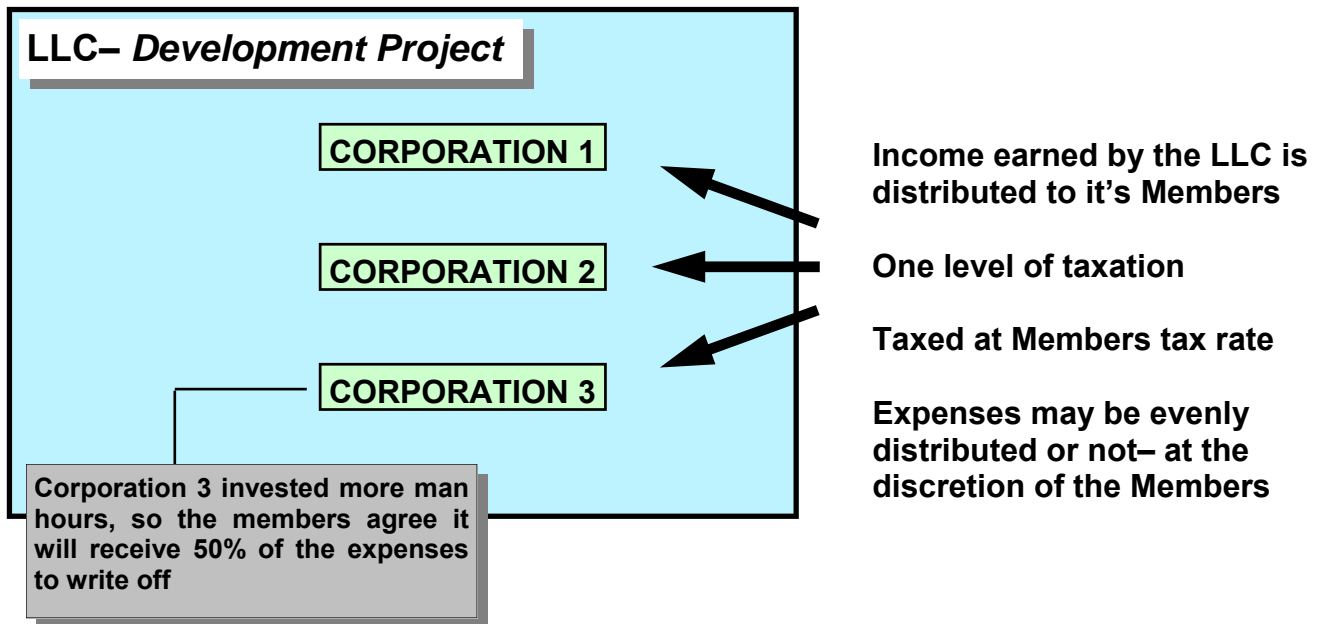 LLC– Development Project
CORPORATION 1
CORPORATION 2
CORPORATION 3
Corporation 3 invested more man
hours, so the members agree it
will receive 50% of the expenses
to write off
Income earned by the LLC is
distributed to it’s Members
One level of taxation
Taxed at Members tax rate
Expenses may be evenly
distributed or not– at the
discretion of the Members